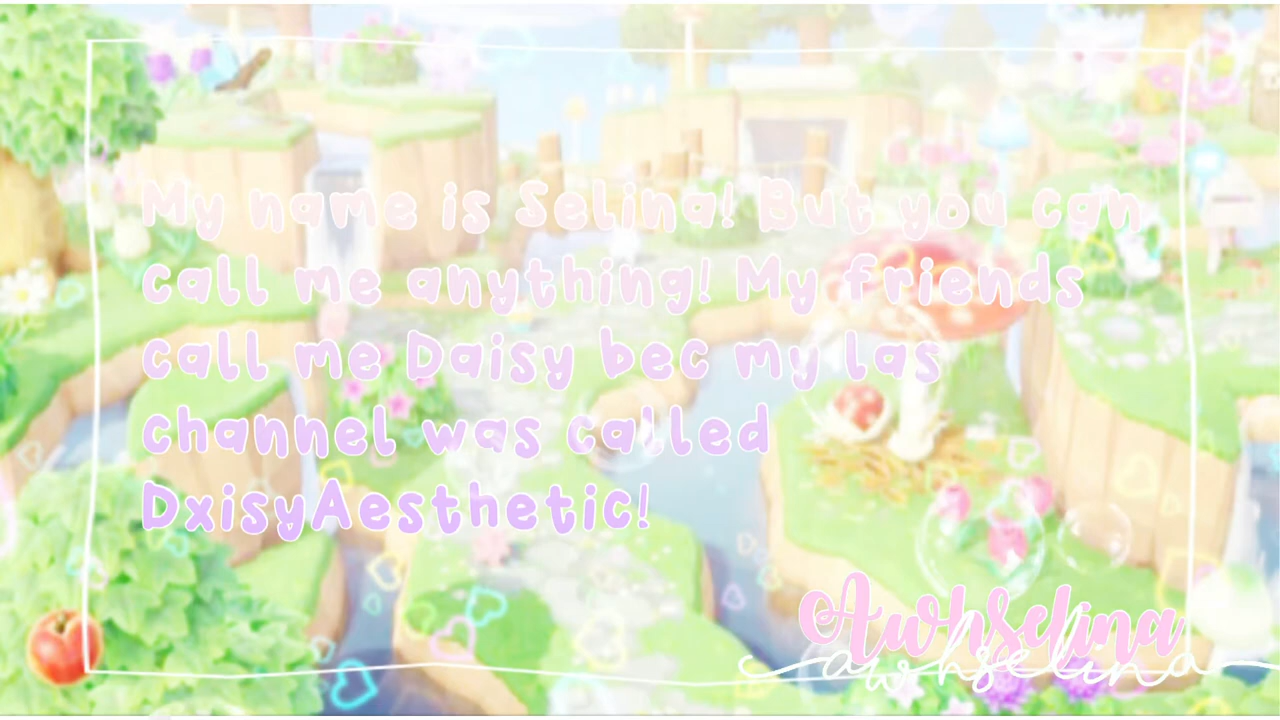 My name is Selina! But you can
call me anything! My friends
call me Daisy bec my las
channel was called
DxisyAesthetic!
AwhSelina
awhselina